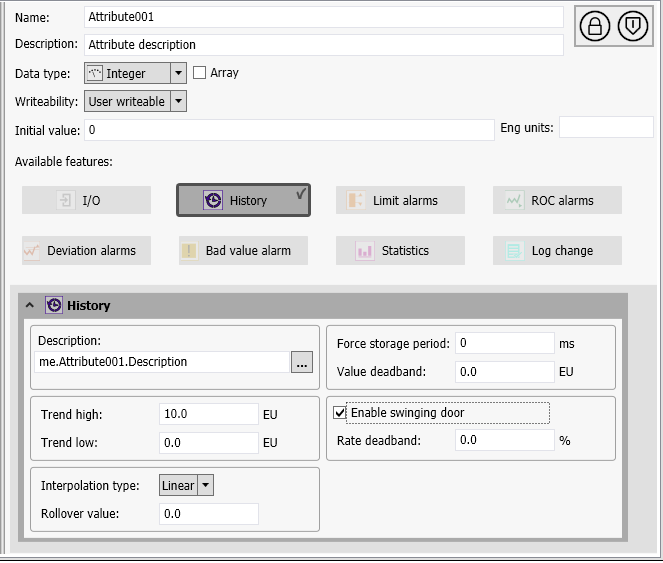 Name: Attribute001
Description: Attribute description
Data type: Integer Array
Writeability: User writeable
Initial value: 0 Eng units:
Available features:
I/O History Limit alarms ROC alarms
Deviation alarms Bad value alarm Statistics Log change
History
Description:
me.Attribute001.Description ...
Trend high: 10.0 EU
Trend low: 0.0 EU
Interpolation type: Linear
Rollover value: 0.0
Force storage period: 0 ms
Value deadband: 0.0 EU
Enable swinging door
Rate deadband: 0.0 %